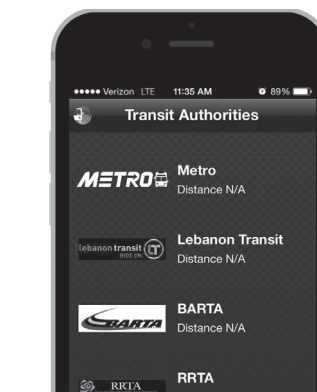 Verizon LTE 11:35 AM 89%
Transit Authorities
METRO
Metro
Distance N/A
lebanon transit LT
RIDE ON.
Lebanon Transit
Distance N/A
BARTA
BARTA
Distance N/A
RRTA
RRTA